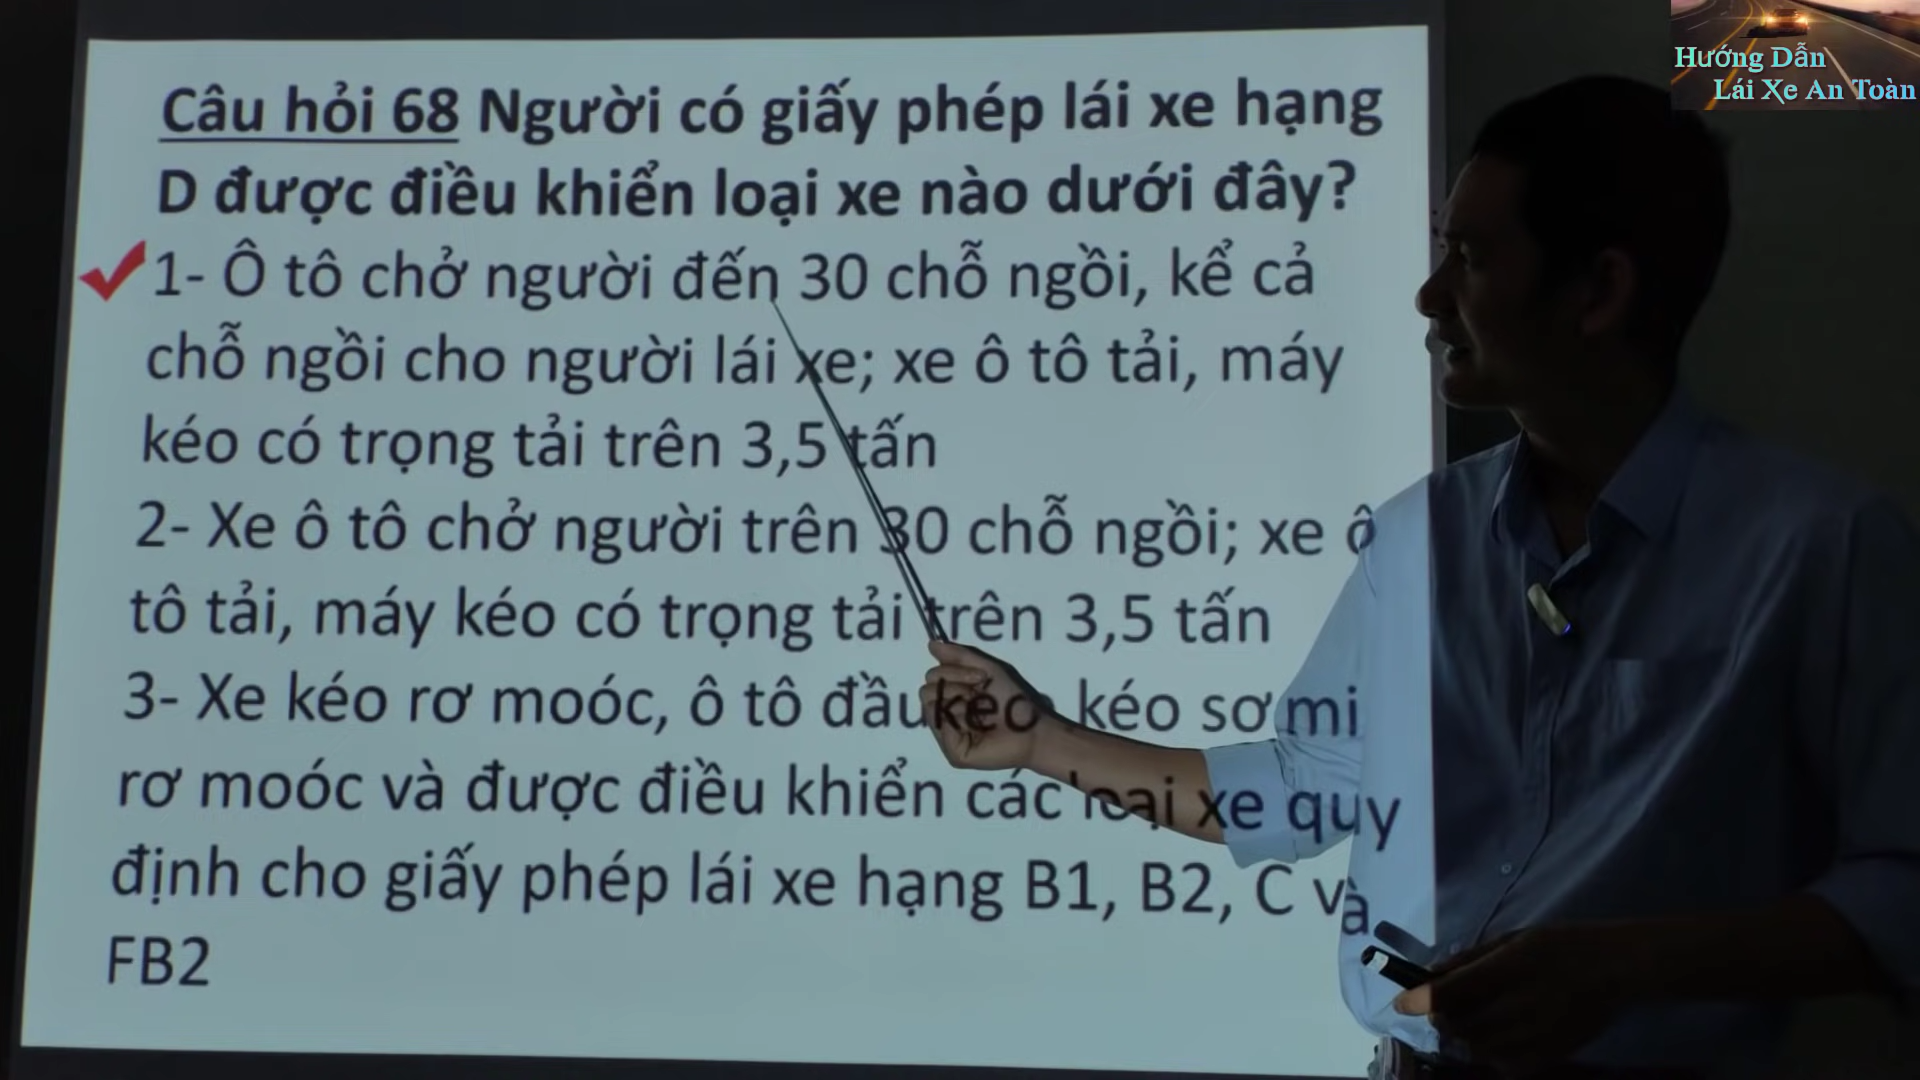 Hướng Dẫn
Lái Xe An Toàn
Câu hỏi 68 Người có giấy phép lái xe hạng
D được điều khiển loại xe nào dưới đây?
1- Ô tô chở người đến 30 chỗ ngồi, kể cả
chỗ ngồi cho người lái xe; xe ô tô tải, máy
kéo có trọng tải trên 3,5 tấn
2- Xe ô tô chở người trên 30 chỗ ngồi; xe ô
tô tải, máy kéo có trọng tải trên 3,5 tấn
3- Xe kéo rơ moóc, ô tô đầu kéo kéo sơ mi
rơ moóc và được điều khiển các loại xe quy
định cho giấy phép lái xe hạng B1, B2, C và
FB2